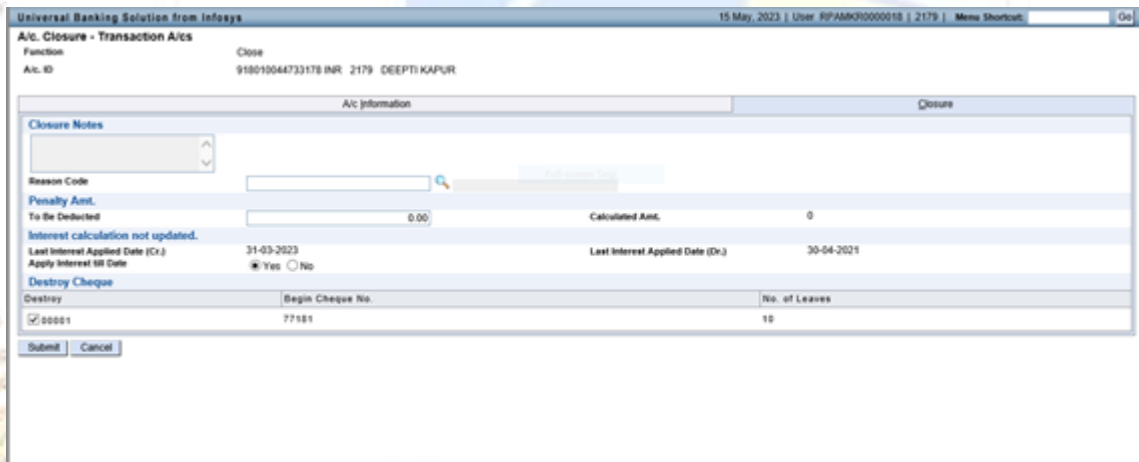 Universal Banking Solution from Infosys 15 May, 2023 | User RPAMKR0000018 | 2179 | Menu Shortcut: Go
A/c. Closure - Transaction A/cs
Function Close
A/c. ID 918010044733178 INR 2179 DEEPTI KAPUR
A/c Information Closure
Closure Notes
Reason Code
Penalty Amt.
To Be Deducted 0.00 Calculated Amt. 0
Interest calculation not updated.
Last Interest Applied Date (Cr.) 31-03-2023 Last Interest Applied Date (Dr.) 30-04-2021
Apply Interest till Date Yes No
Destroy Cheque
Destroy Begin Cheque No. No. of Leaves
00001 77181 10
Submit Cancel